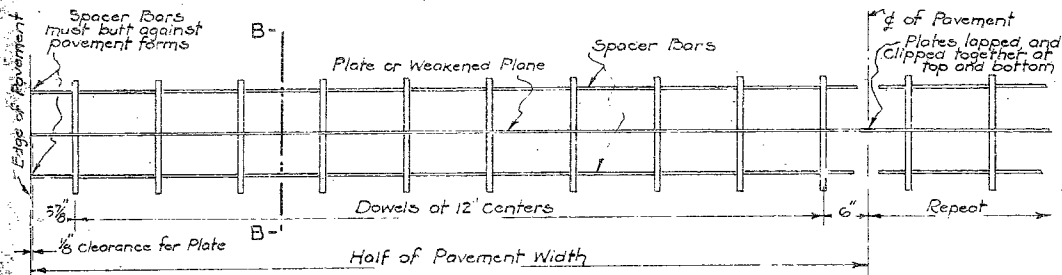 Spacer Bars
must butt against
pavement forms
Edge of Pavement
B-
Plate or Weakened Plane
Spacer Bars
₵ of Pavement
Plates lapped and
Clipped together at
top and bottom
5⅞"
Dowels at 12" Centers
6"
Repeat
⅛" Clearance for Plate
B-
Half of Pavement Width